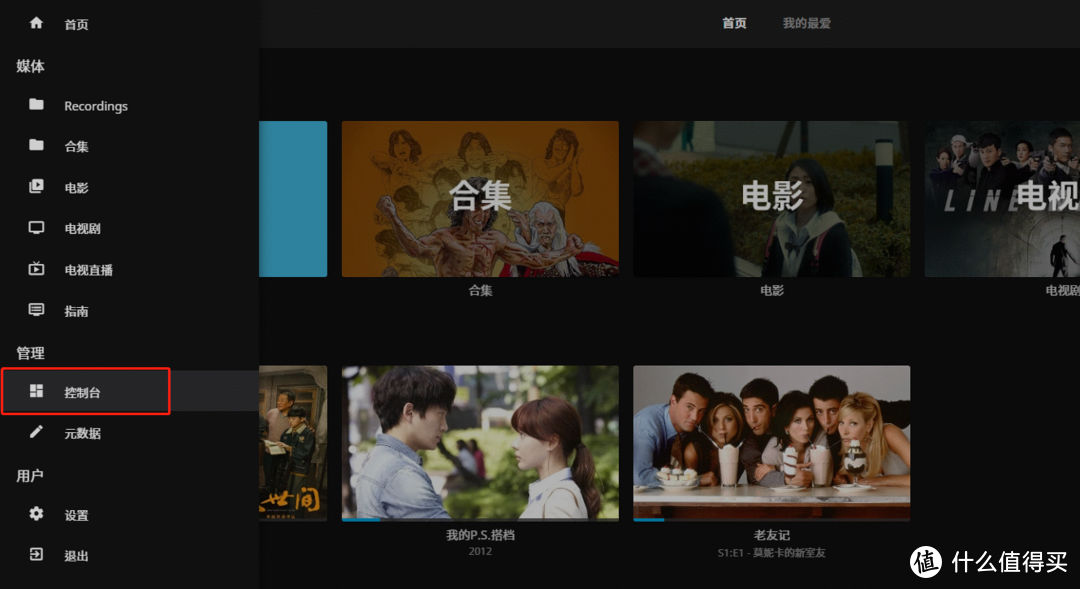 首页
媒体
Recordings
合集
电影
电视剧
电视直播
指南
管理
控制台
元数据
用户
设置
退出
首页 我的最爱
合集
电影
LINE
电视
合集
电影
电视剧
世间
我的P.S.搭档
2012
老友记
S1:E1 - 莫妮卡的新室友
值 什么值得买